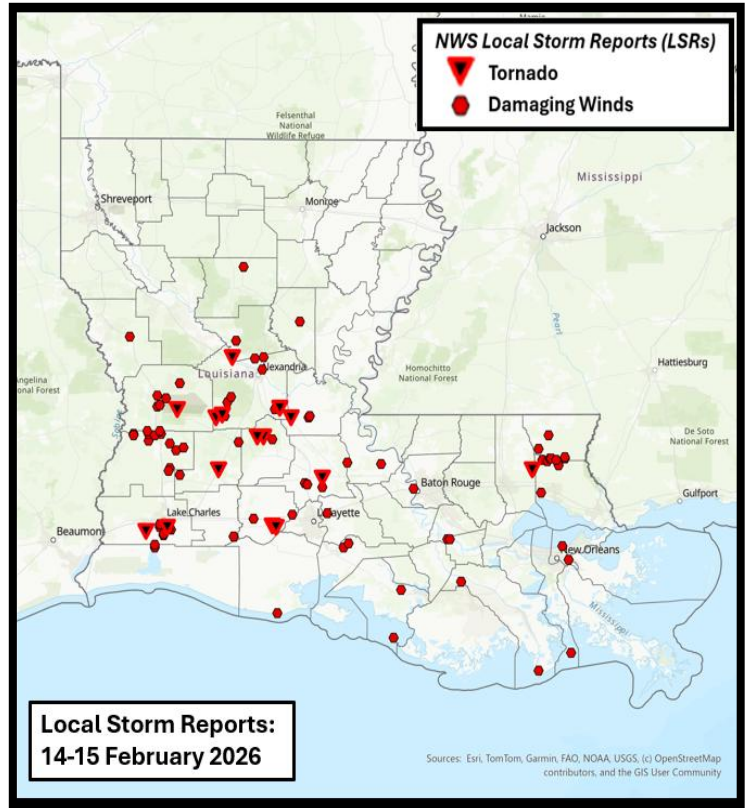 NWS Local Storm Reports (LSRs)
Tornado
Damaging Winds
Felsenthal
National
Wildlife Refuge
Mississippi
Shreveport
Monroe
Jackson
Pearl
Hattiesburg
Alexandria
Louisiana
Homochitto
National Forest
Angelina
National Forest
Sabine
De Soto
National Forest
Baton Rouge
Gulfport
Lake Charles
Lafayette
Beaumont
New Orleans
Mississippi
Local Storm Reports:
14-15 February 2026
Sources: Esri, TomTom, Garmin, FAO, NOAA, USGS, (c) OpenStreetMap
contributors, and the GIS User Community